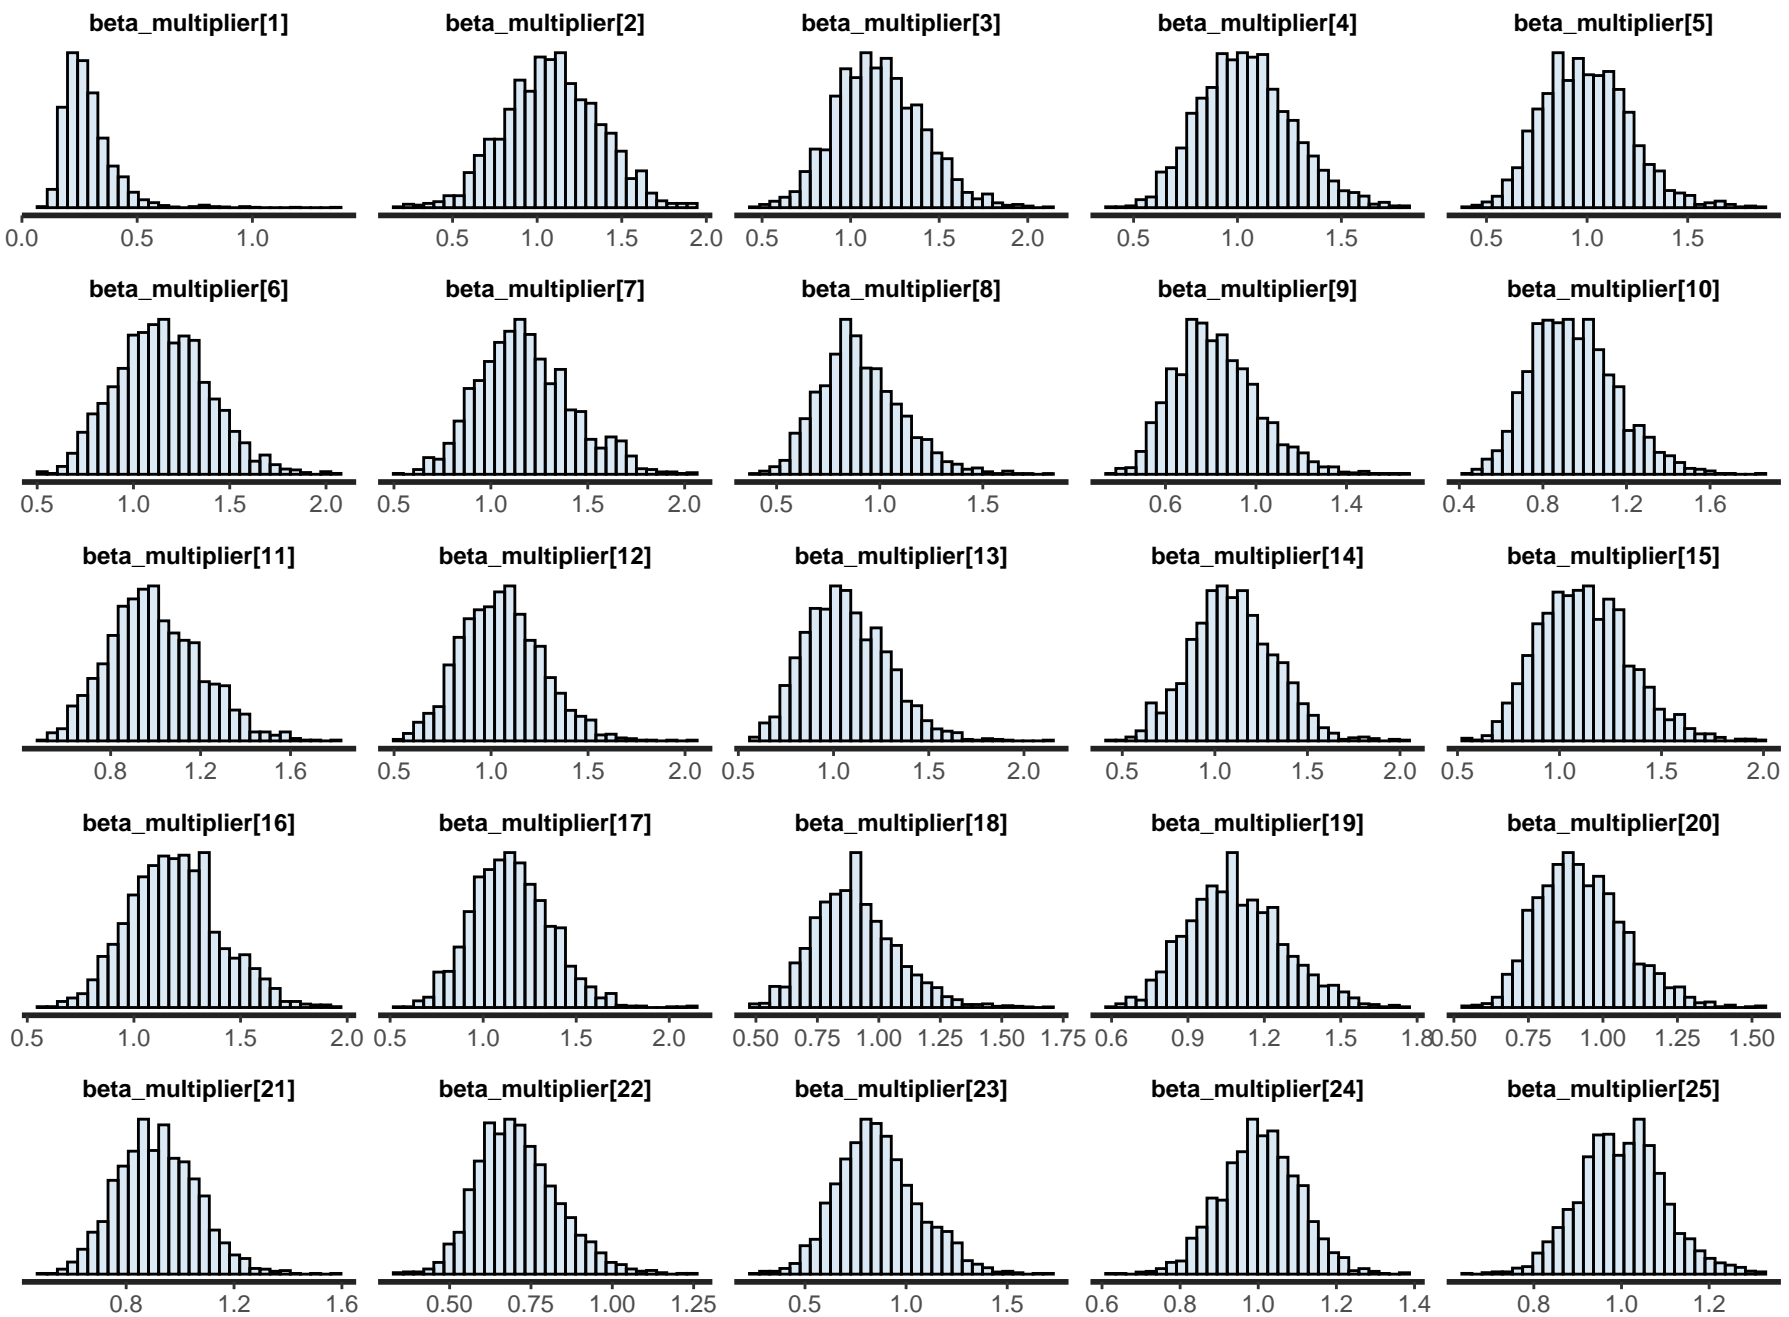 beta_multiplier[1] beta_multiplier[2] beta_multiplier[3] beta_multiplier[4] beta_multiplier[5]
0.0 0.5 1.0 0.5 1.0 1.5 2.0 0.5 1.0 1.5 2.0 0.5 1.0 1.5 0.5 1.0 1.5
beta_multiplier[6] beta_multiplier[7] beta_multiplier[8] beta_multiplier[9] beta_multiplier[10]
0.5 1.0 1.5 2.0 0.5 1.0 1.5 2.0 0.5 1.0 1.5 0.6 1.0 1.4 0.4 0.8 1.2 1.6
beta_multiplier[11] beta_multiplier[12] beta_multiplier[13] beta_multiplier[14] beta_multiplier[15]
0.8 1.2 1.6 0.5 1.0 1.5 2.0 0.5 1.0 1.5 2.0 0.5 1.0 1.5 2.0 0.5 1.0 1.5 2.0
beta_multiplier[16] beta_multiplier[17] beta_multiplier[18] beta_multiplier[19] beta_multiplier[20]
0.5 1.0 1.5 2.0 0.5 1.0 1.5 2.0 0.50 0.75 1.00 1.25 1.50 1.75 0.6 0.9 1.2 1.5 1.8 0.50 0.75 1.00 1.25 1.50
beta_multiplier[21] beta_multiplier[22] beta_multiplier[23] beta_multiplier[24] beta_multiplier[25]
0.8 1.2 1.6 0.50 0.75 1.00 1.25 0.5 1.0 1.5 0.6 0.8 1.0 1.2 1.4 0.8 1.0 1.2